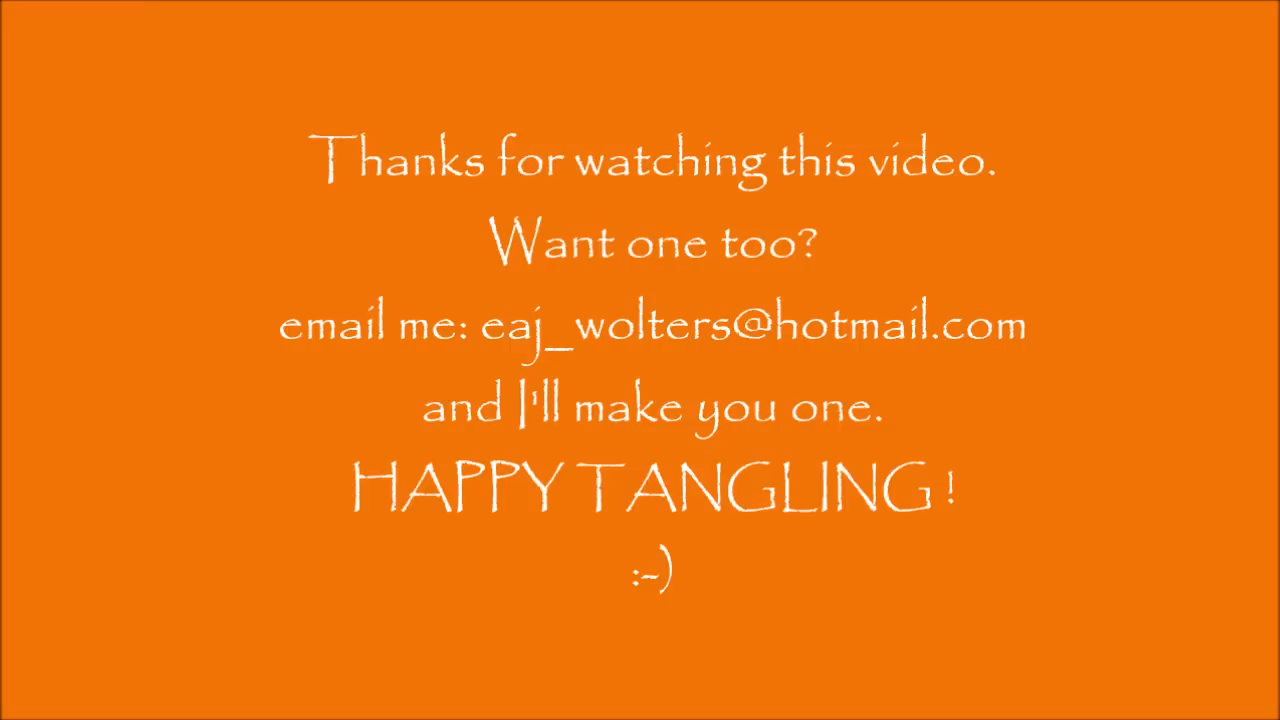 Thanks for watching this video.
Want one too?
email me: eaj_wolters@hotmail.com
and I'll make you one.
HAPPY TANGLING !
:-)